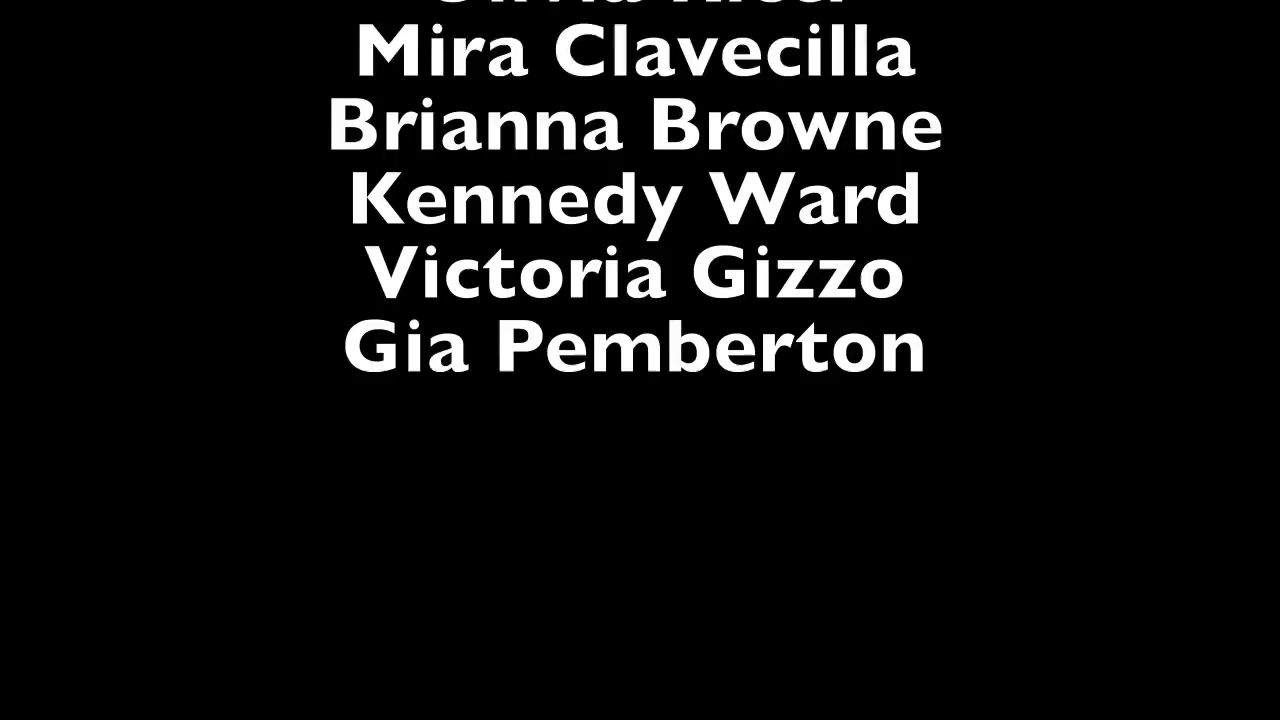 Mira Clavecilla
Brianna Browne
Kennedy Ward
Victoria Gizzo
Gia Pemberton